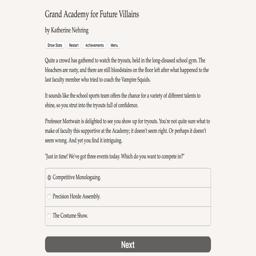 Grand Academy for Future Villains
by Katherine Nehring
Show Stats Restart Achievements Menu
Quite a crowd has gathered to watch the tryouts, held in the long-disused school gym. The
bleachers are rusty, and there are still bloodstains on the floor left after what happened to the
last faculty member who tried to coach the Vampire Squids.
It sounds like the school sports team offers the chance for a variety of different talents to
shine, so you strut into the tryouts full of confidence.
Professor Mortwain is delighted to see you show up for tryouts. You're not quite sure what to
make of faculty this supportive at the Academy; it doesn't seem right. Or perhaps it doesn't
seem wrong. And yet you find it intriguing.
"Just in time! We've got three events today. Which do you want to compete in?"
Competitive Monologuing.
Precision Horde Assembly.
The Costume Show.
Next